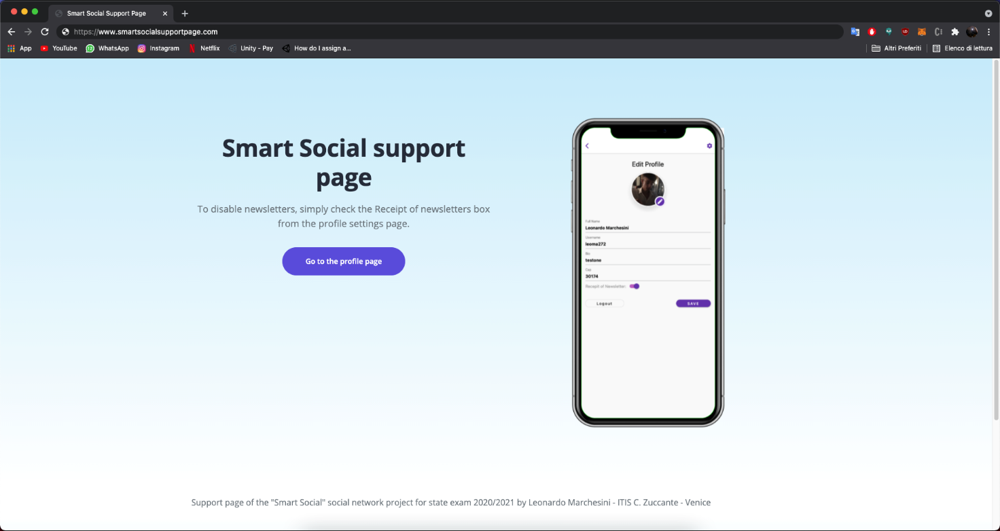 Smart Social Support Page
https://www.smartsocialsupportpage.com
App YouTube WhatsApp Instagram Netflix Unity - Pay How do I assign a... Altri Preferiti Elenco di lettura
Smart Social support
page
To disable newsletters, simply check the Receipt of newsletters box
from the profile settings page.
Go to the profile page
Edit Profile
Full Name
Leonardo Marchesini
Username
leoma272
Bio
testone
Cap
30174
Receipt of Newsletter:
Logout SAVE
Support page of the "Smart Social" social network project for state exam 2020/2021 by Leonardo Marchesini - ITIS C. Zuccante - Venice